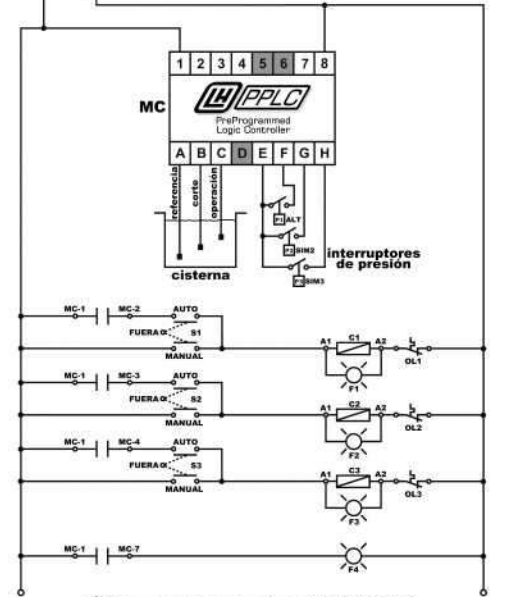 1 2 3 4 5 6 7 8
MC
LH PPLC
PreProgrammed
Logic Controller
A B C D E F G H
referencia
corte
operación
P1 ALT
P2 SIM2
P3 SIM3
interruptores
de presión
cisterna
MC-1 MC-2 AUTO
FUERA S1
MANUAL
A1 C1 A2
OL1
F1
MC-1 MC-3 AUTO
FUERA S2
MANUAL
A1 C2 A2
OL2
F2
MC-1 MC-4 AUTO
FUERA S3
MANUAL
A1 C3 A2
OL3
F3
MC-1 MC-7
F4